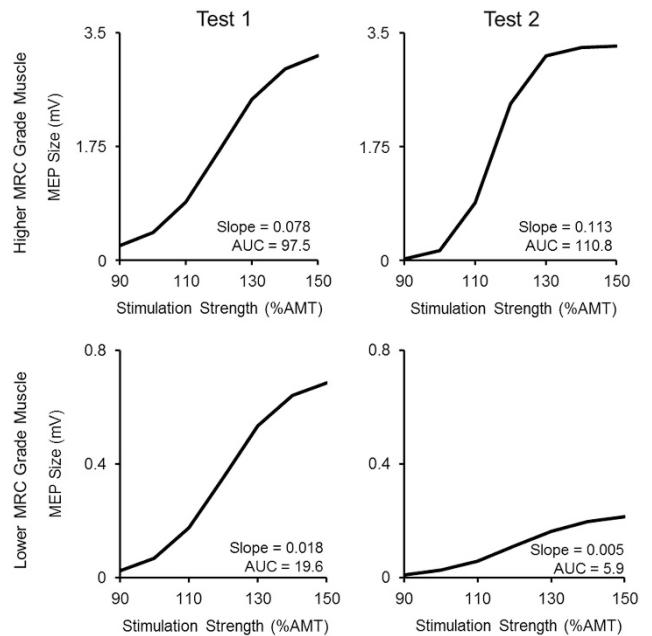 Test 1
Test 2
Higher MRC Grade Muscle
MEP Size (mV)
3.5
1.75
0
Slope = 0.078
AUC = 97.5
90 110 130 150
Stimulation Strength (%AMT)
3.5
1.75
0
Slope = 0.113
AUC = 110.8
90 110 130 150
Stimulation Strength (%AMT)
Lower MRC Grade Muscle
MEP Size (mV)
0.8
0.4
0
Slope = 0.018
AUC = 19.6
90 110 130 150
Stimulation Strength (%AMT)
0.8
0.4
0
Slope = 0.005
AUC = 5.9
90 110 130 150
Stimulation Strength (%AMT)